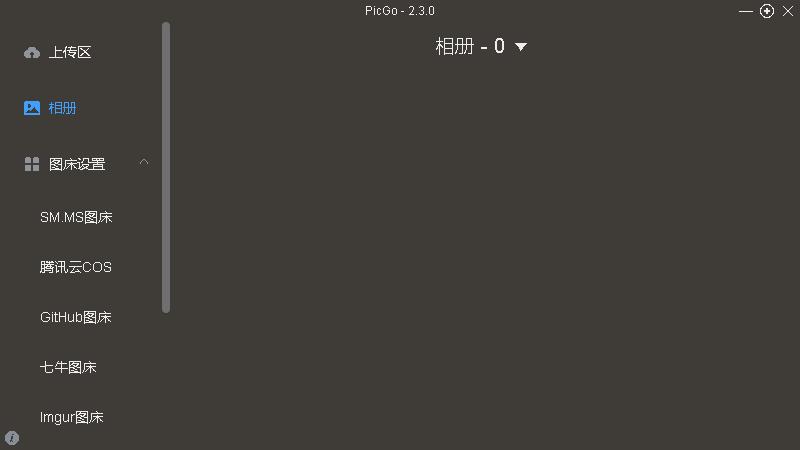 PicGo - 2.3.0
上传区
相册
图床设置
SM.MS图床
腾讯云COS
GitHub图床
七牛图床
Imgur图床
相册 - 0